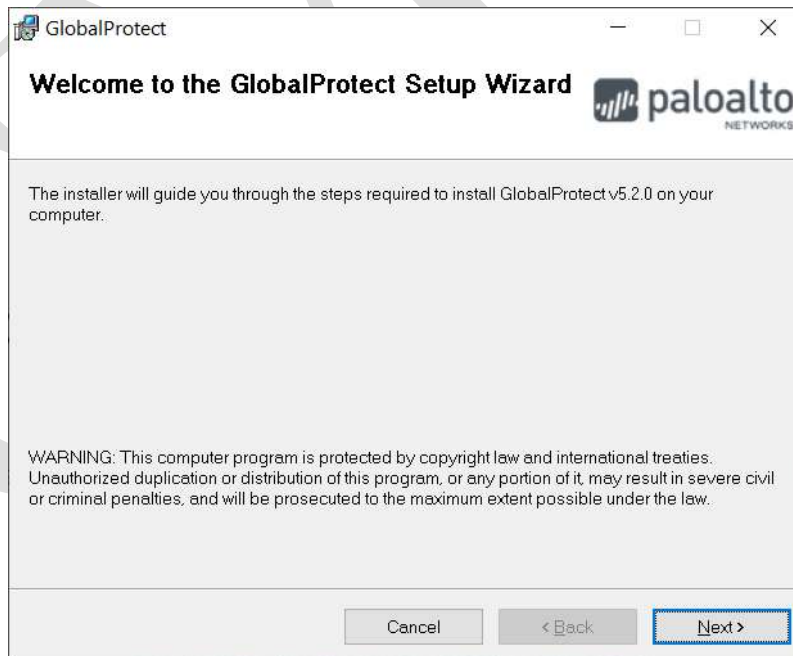 GlobalProtect
Welcome to the GlobalProtect Setup Wizard
paloalto
NETWORKS
The installer will guide you through the steps required to install GlobalProtect v5.2.0 on your
computer.
WARNING: This computer program is protected by copyright law and international treaties.
Unauthorized duplication or distribution of this program, or any portion of it, may result in severe civil
or criminal penalties, and will be prosecuted to the maximum extent possible under the law.
Cancel
< Back
Next >